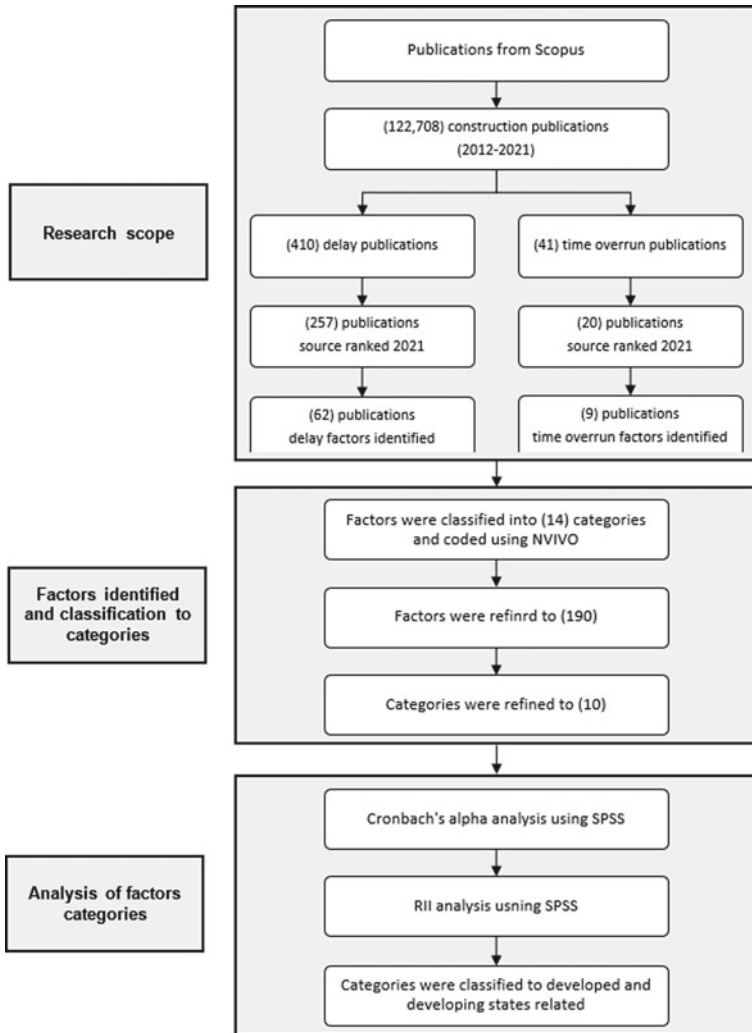 Publications from Scopus
(122,708) construction publications
(2012-2021)
Research scope
(410) delay publications
(41) time overrun publications
(257) publications
source ranked 2021
(20) publications
source ranked 2021
(62) publications
delay factors identified
(9) publications
time overrun factors identified
Factors were classified into (14) categories
and coded using NVIVO
Factors identified
and classification to
categories
Factors were refinrd to (190)
Categories were refined to (10)
Cronbach's alpha analysis using SPSS
Analysis of factors
categories
RII analysis usning SPSS
Categories were classified to developed and
developing states related